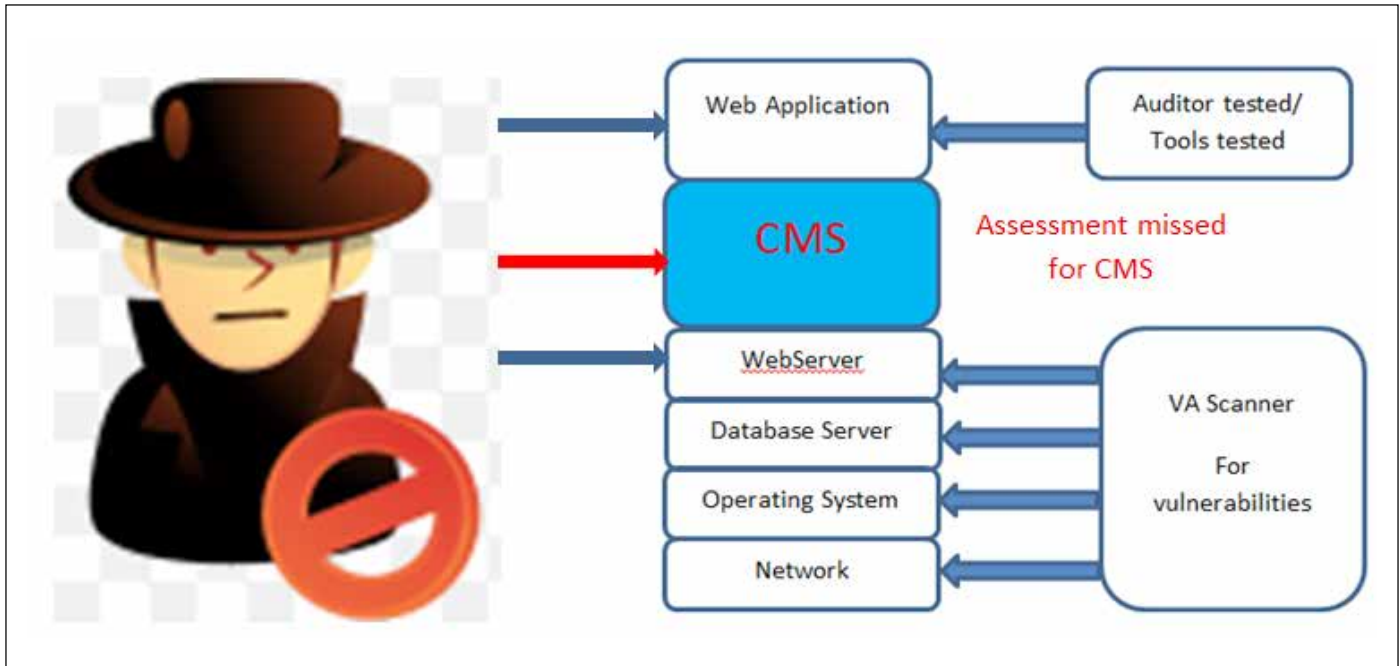 Web Application
Auditor tested/
Tools tested
CMS
Assessment missed
for CMS
WebServer
Database Server
Operating System
Network
VA Scanner
For
vulnerabilities